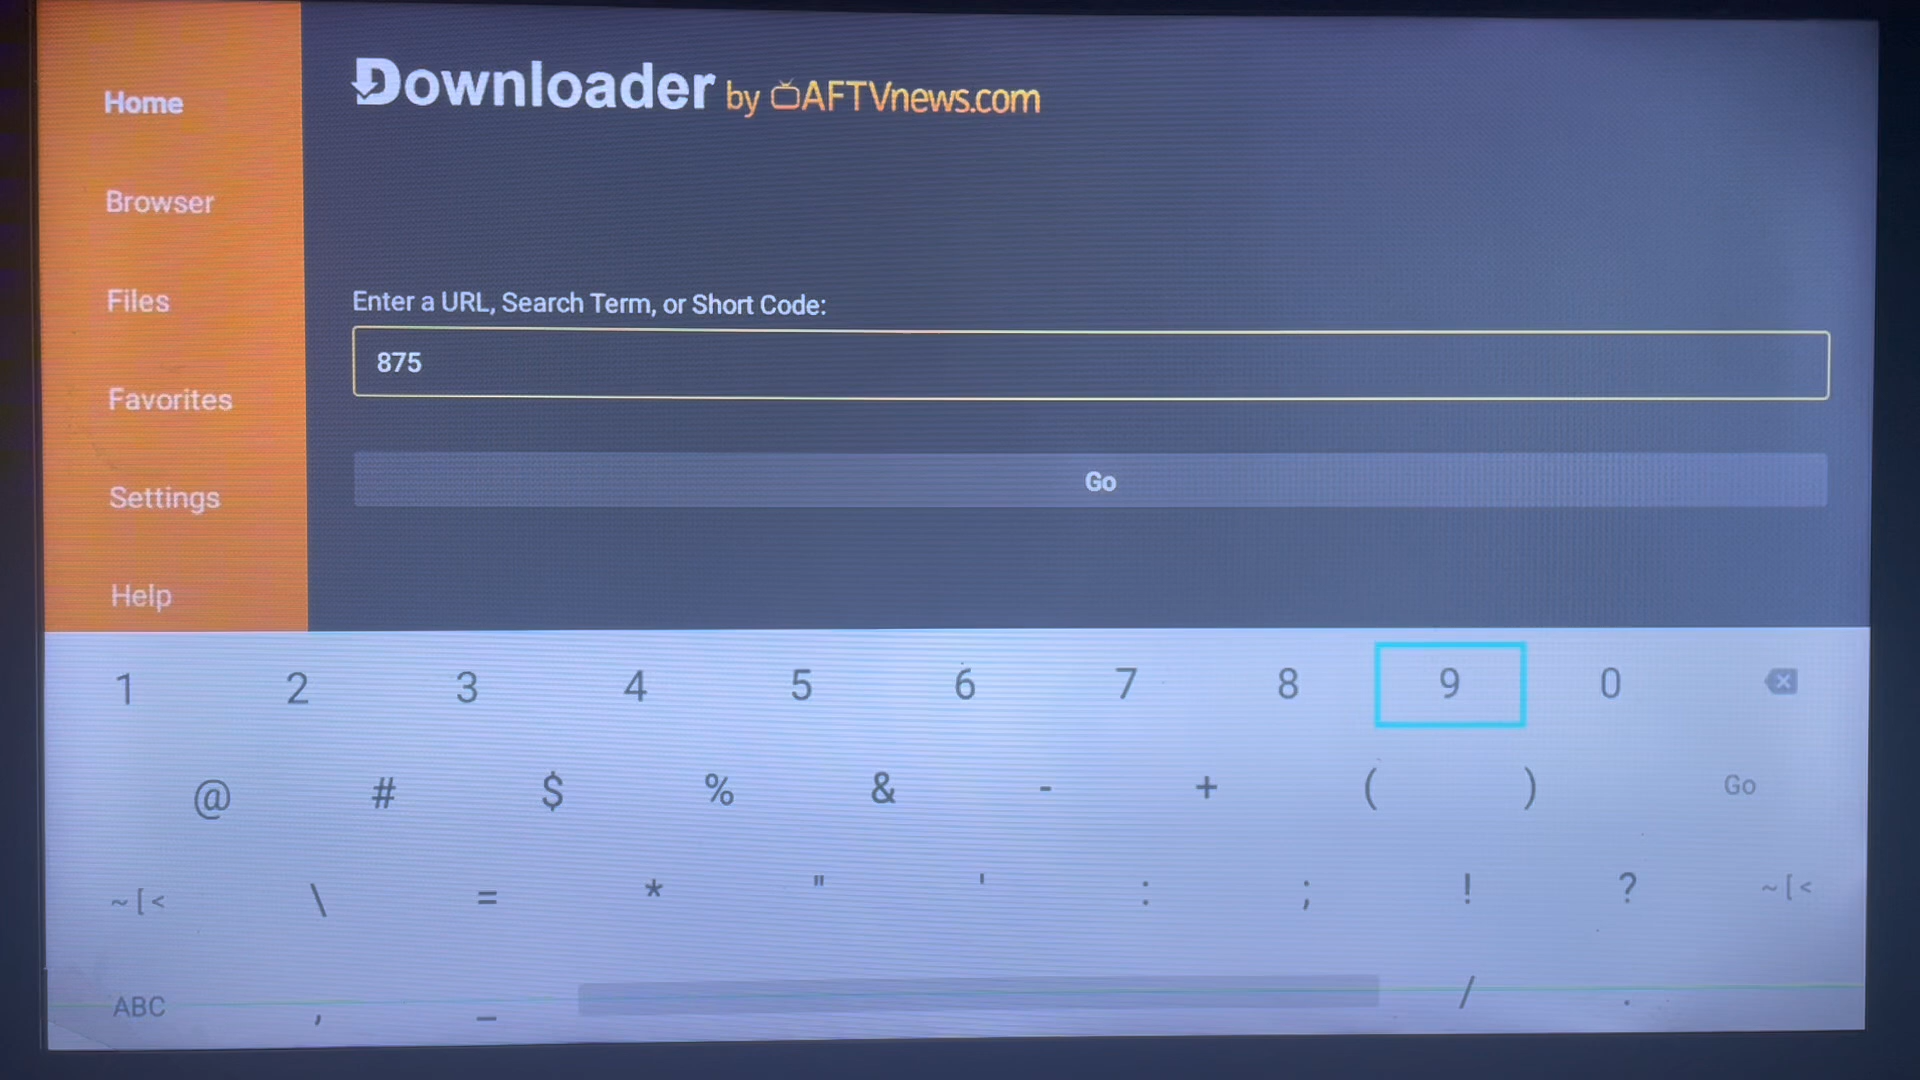 Home
Browser
Files
Favorites
Settings
Help
Downloader by AFTVnews.com
Enter a URL, Search Term, or Short Code:
875
Go
1 2 3 4 5 6 7 8 9 0
@ # $ % & - + ( ) Go
~[< \ = * " ' : ; ! ? ~[<
ABC , _ / .